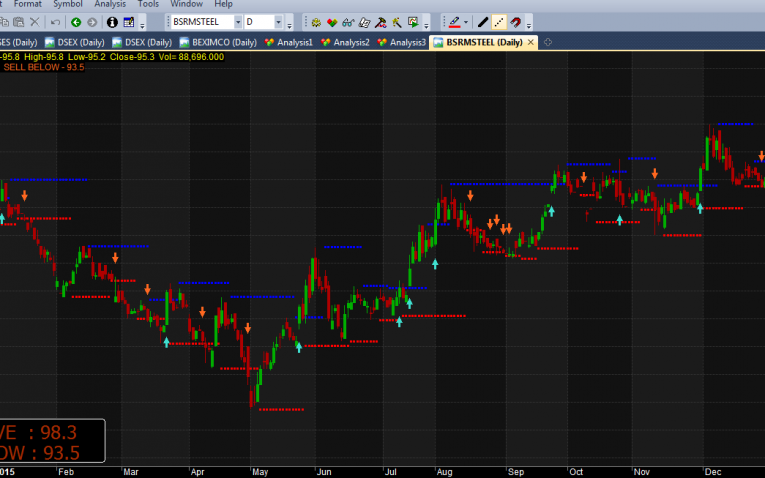 t Format Symbol Analysis Tools Window Help
BSRMSTEEL D
SES (Daily) DSEX (Daily) DSEX (Daily) BEXIMCO (Daily) Analysis1 Analysis2 Analysis3 BSRMSTEEL (Daily)
-95.8 High-95.8 Low-95.2 Close-95.3 Vol= 88,696.000
SELL BELOW - 93.5
VE : 98.3
OW : 93.5
2015 Feb Mar Apr May Jun Jul Aug Sep Oct Nov Dec